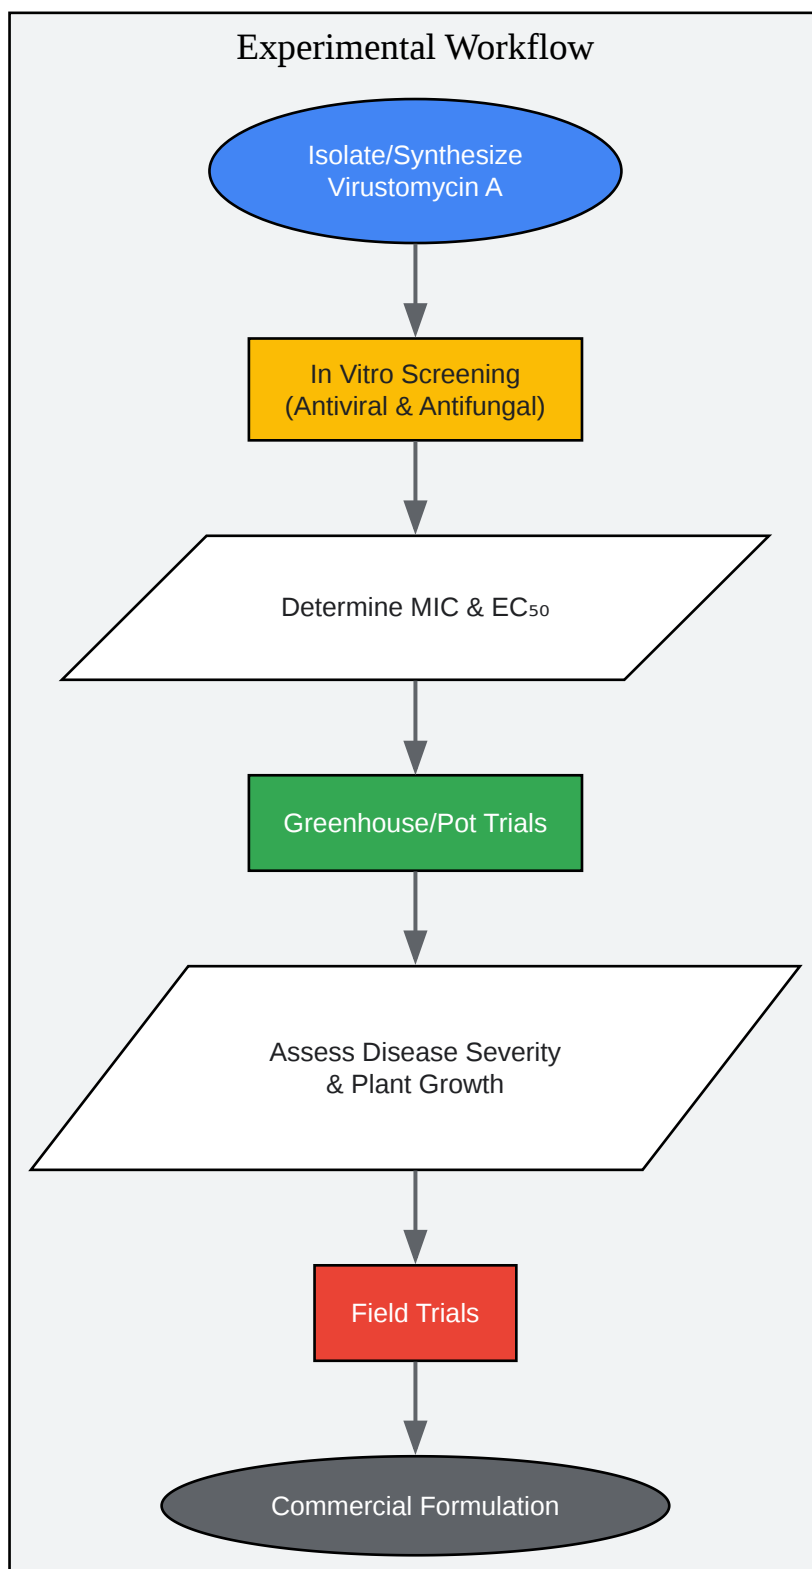 Experimental Workflow
Isolate/Synthesize
Virustomycin A
In Vitro Screening
(Antiviral & Antifungal)
Determine MIC & EC₅₀
Greenhouse/Pot Trials
Assess Disease Severity
& Plant Growth
Field Trials
Commercial Formulation